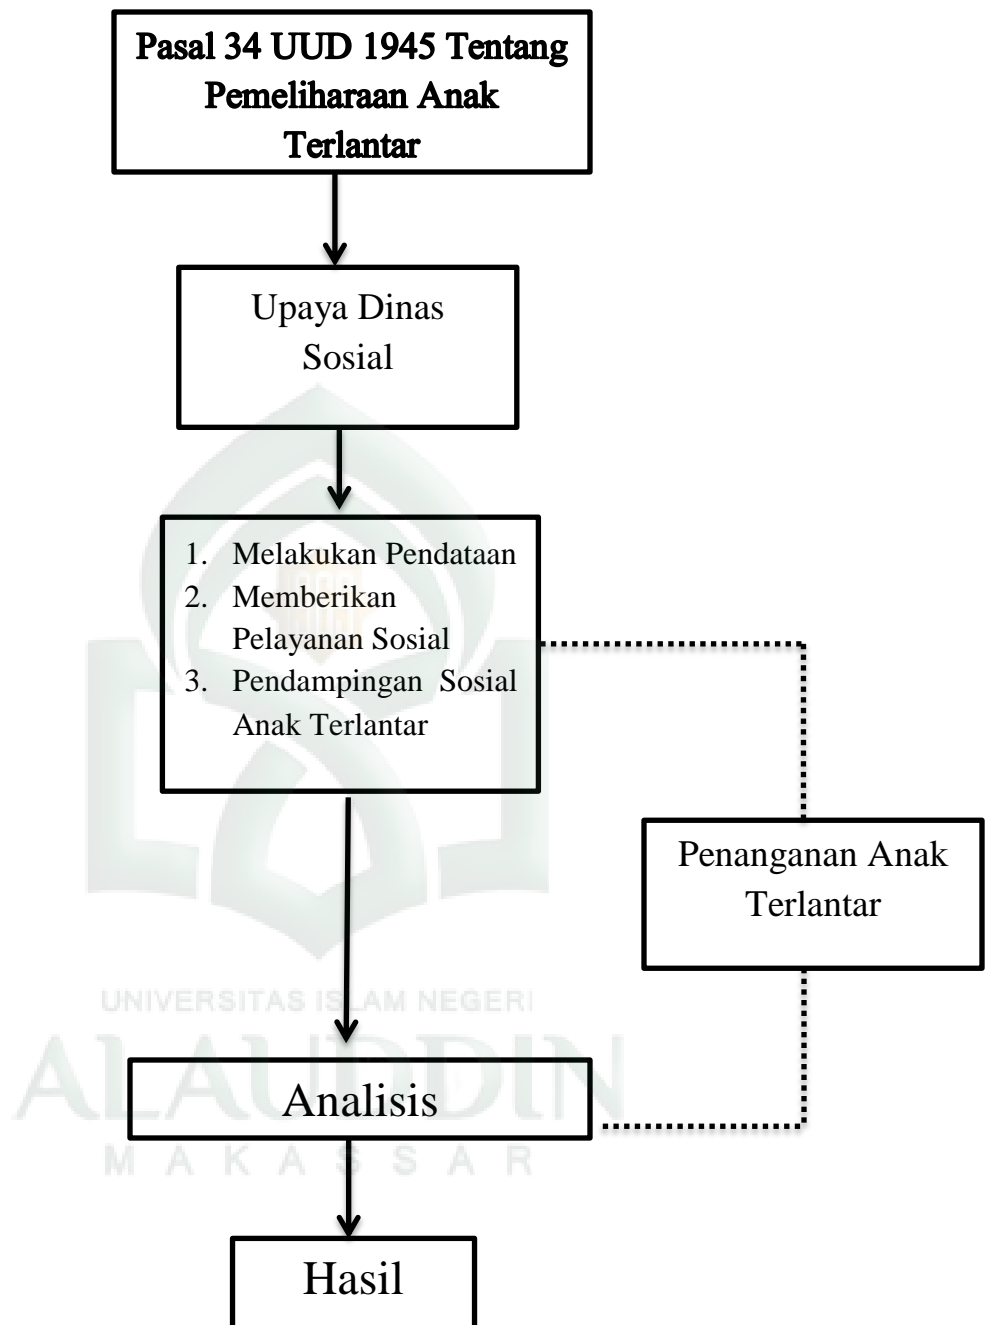 Pasal 34 UUD 1945 Tentang
Pemeliharaan Anak
Terlantar
Upaya Dinas
Sosial
1. Melakukan Pendataan
2. Memberikan
Pelayanan Sosial
3. Pendampingan Sosial
Anak Terlantar
Penanganan Anak
Terlantar
UNIVERSITAS ISLAM NEGERI
ALAUDDIN
MAKASSAR
Analisis
Hasil